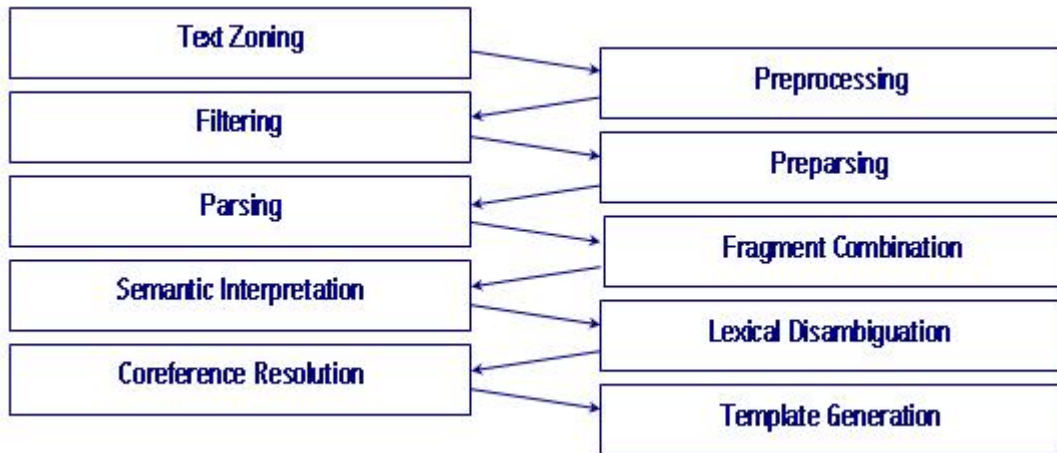 Text Zoning
Preprocessing
Filtering
Preparsing
Parsing
Fragment Combination
Semantic Interpretation
Lexical Disambiguation
Coreference Resolution
Template Generation